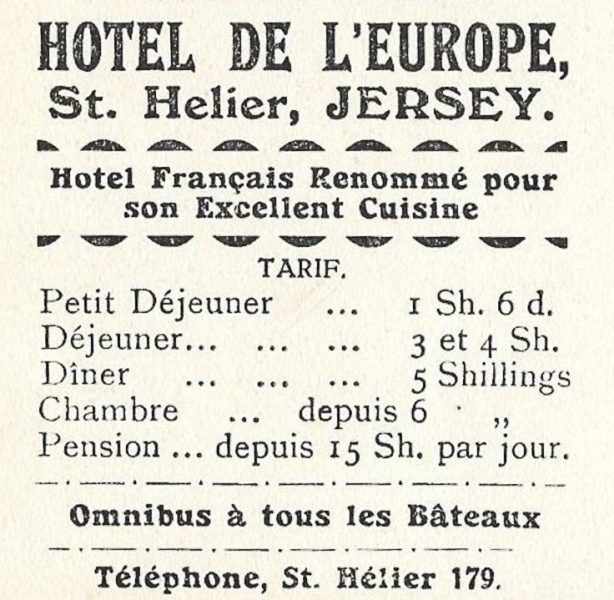 HOTEL DE L'EUROPE,
St. Helier, JERSEY.
Hotel Français Renommé pour
son Excellent Cuisine
TARIF.
Petit Déjeuner ... 1 Sh. 6 d.
Déjeuner... ... ... 3 et 4 Sh.
Dîner ... ... ... 5 Shillings
Chambre ... depuis 6 „
Pension ... depuis 15 Sh. par jour.
Omnibus à tous les Bâteaux
Téléphone, St. Hélier 179.